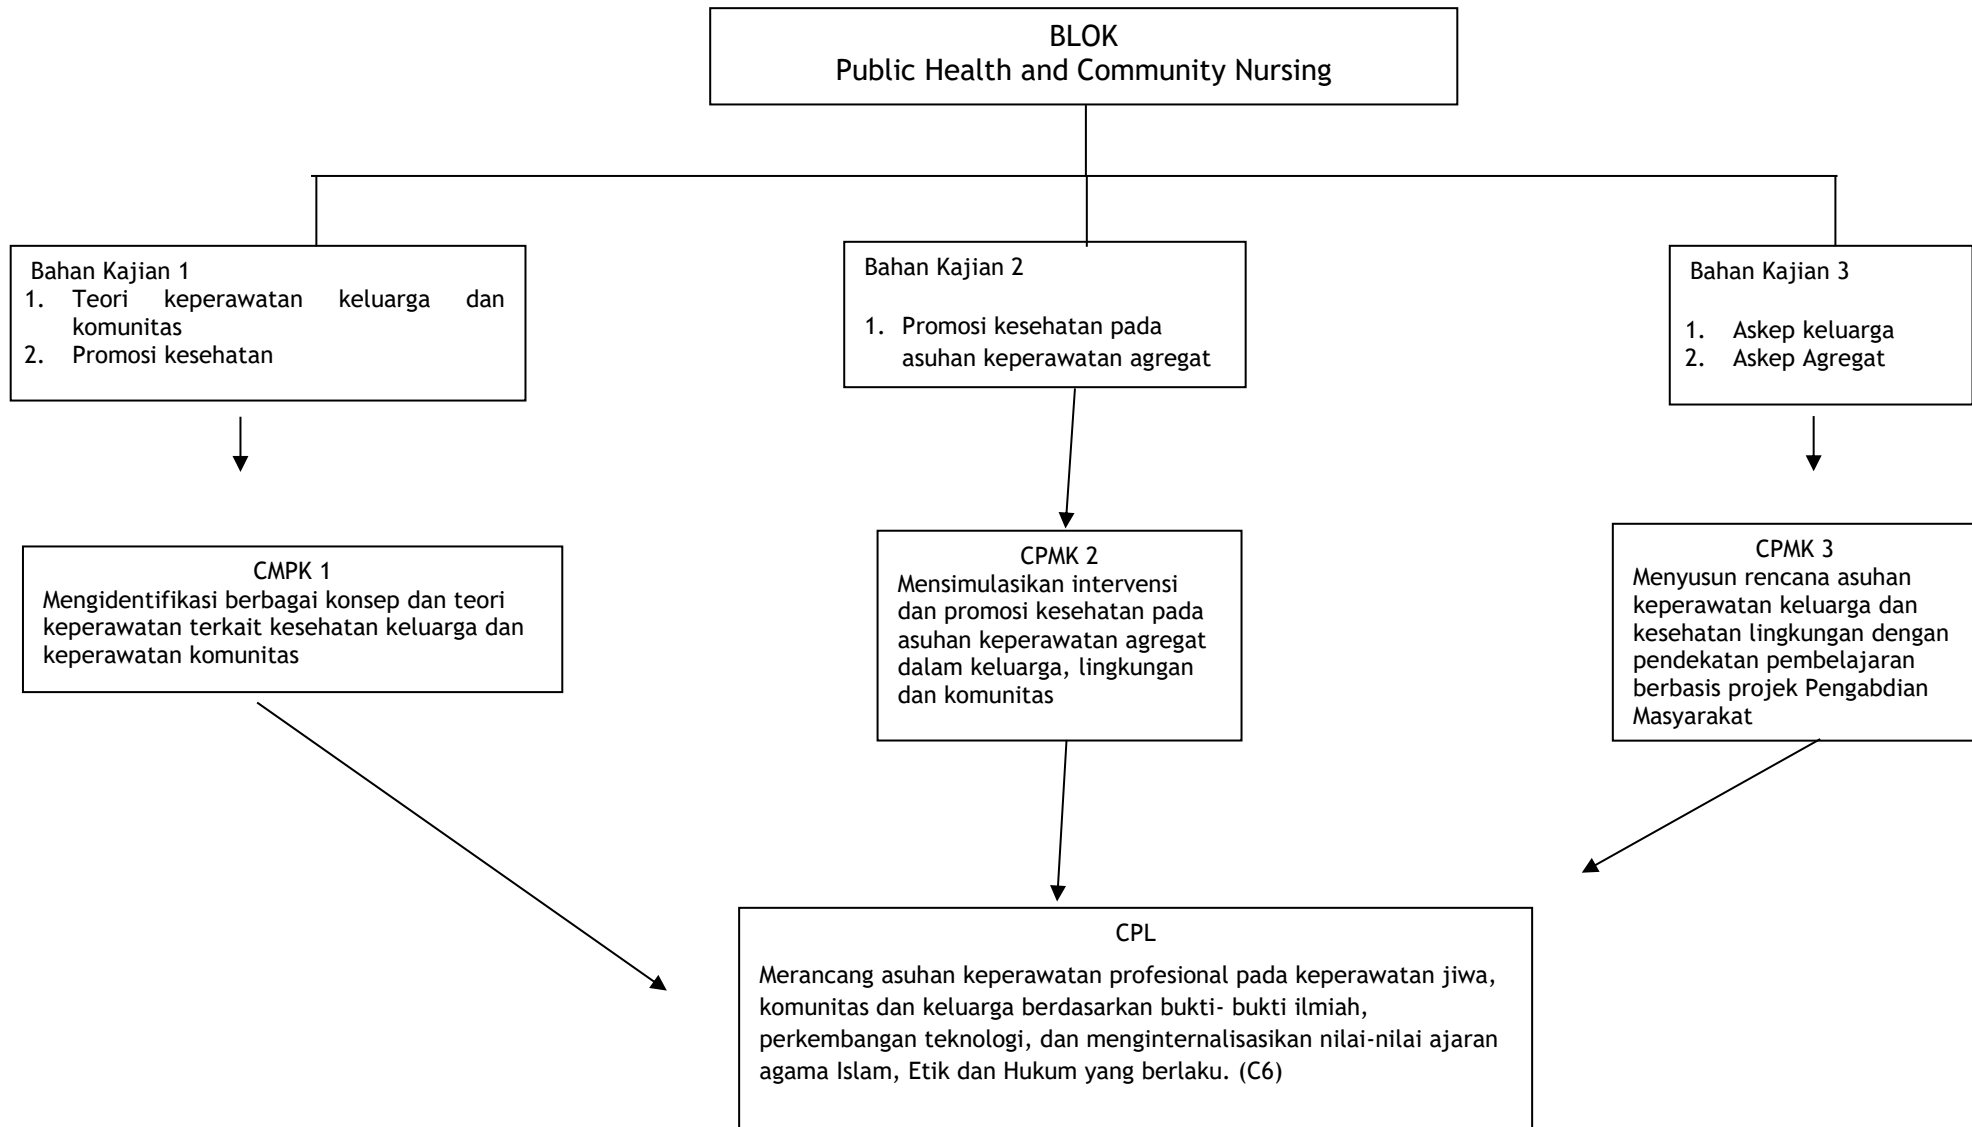 BLOK
Public Health and Community Nursing
Bahan Kajian 1
1. Teori keperawatan keluarga dan
komunitas
2. Promosi kesehatan
Bahan Kajian 2
1. Promosi kesehatan pada
asuhan keperawatan agregat
Bahan Kajian 3
1. Askep keluarga
2. Askep Agregat
CMPK 1
Mengidentifikasi berbagai konsep dan teori
keperawatan terkait kesehatan keluarga dan
keperawatan komunitas
CPMK 2
Mensimulasikan intervensi
dan promosi kesehatan pada
asuhan keperawatan agregat
dalam keluarga, lingkungan
dan komunitas
CPMK 3
Menyusun rencana asuhan
keperawatan keluarga dan
kesehatan lingkungan dengan
pendekatan pembelajaran
berbasis projek Pengabdian
Masyarakat
CPL
Merancang asuhan keperawatan profesional pada keperawatan jiwa,
komunitas dan keluarga berdasarkan bukti- bukti ilmiah,
perkembangan teknologi, dan menginternalisasikan nilai-nilai ajaran
agama Islam, Etik dan Hukum yang berlaku. (C6)